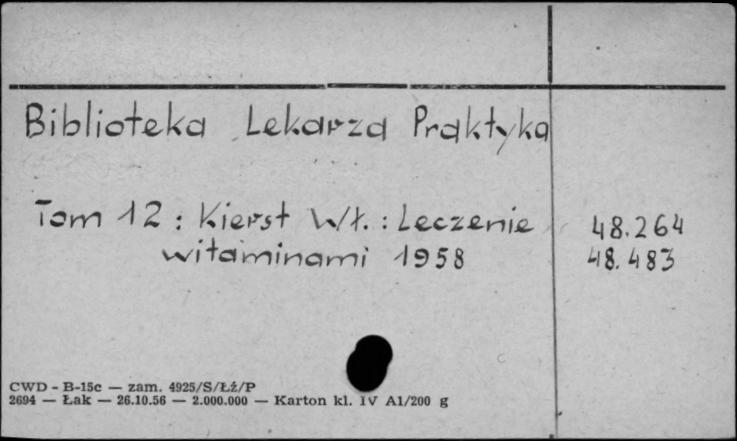 Biblioteka Lekarza Praktyka
Tom 12 : Kierst Wł. : Leczenie 48.264
witaminami 1958 48.483
CWD - B-15c — zam. 4925/S/Łź/P
2694 — Łak — 26.10.56 — 2.000.000 — Karton kl. IV A1/200 g